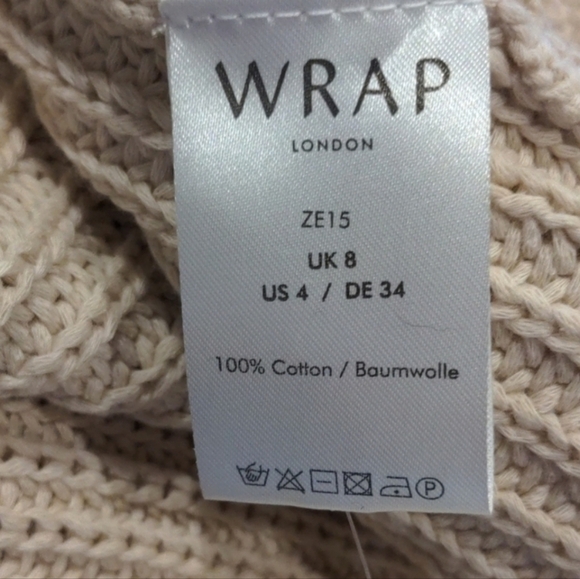 WRAP
LONDON
ZE15
UK 8
US 4 / DE 34
100% Cotton / Baumwolle
P